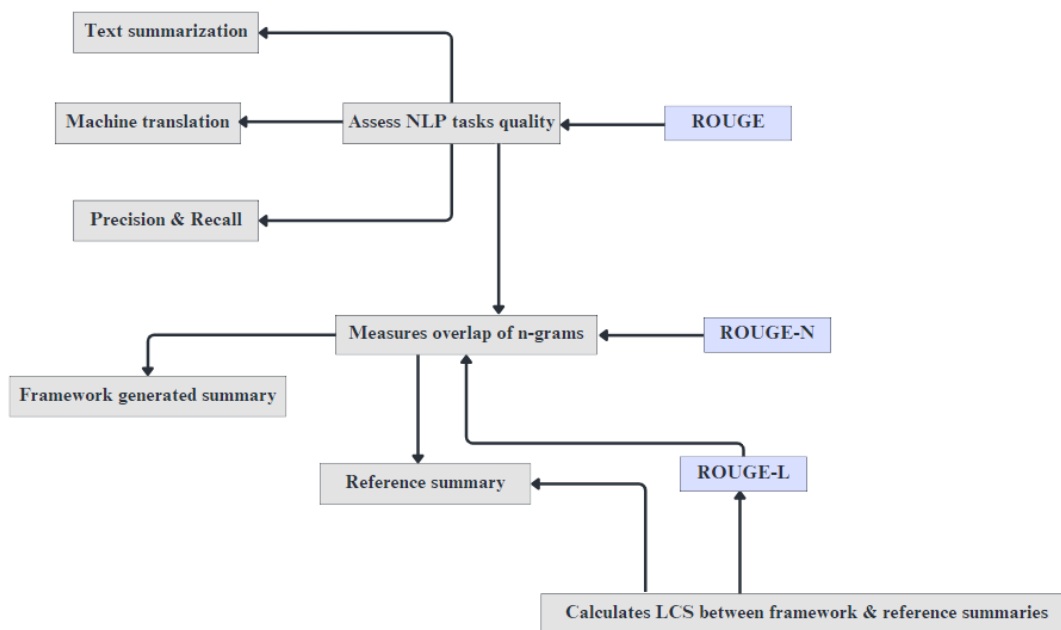 Text summarization
Machine translation
Assess NLP tasks quality
ROUGE
Precision & Recall
Measures overlap of n-grams
ROUGE-N
Framework generated summary
Reference summary
ROUGE-L
Calculates LCS between framework & reference summaries